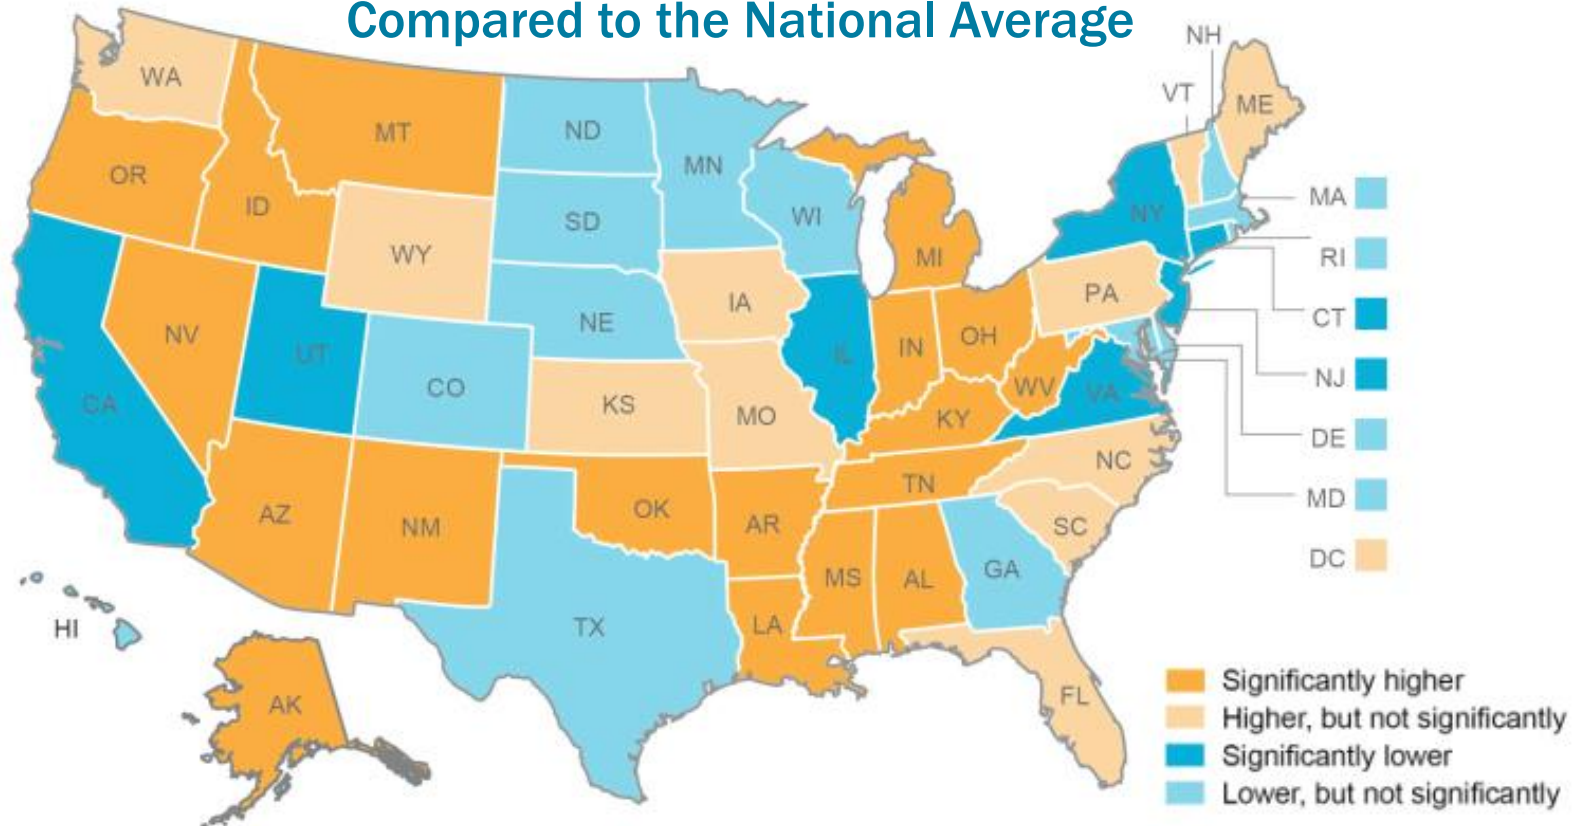 Compared to the National Average
NH
WA
VT
ME
MT
ND
OR
MN
ID
SD
WI
NY
MA
WY
MI
RI
PA
IA
NV
NE
CT
UT
IL
IN
OH
CO
NJ
CA
WV
VA
KS
MO
KY
DE
NC
TN
MD
AZ
NM
OK
AR
SC
DC
MS
AL
GA
HI
TX
LA
AK
FL
Significantly higher
Higher, but not significantly
Significantly lower
Lower, but not significantly